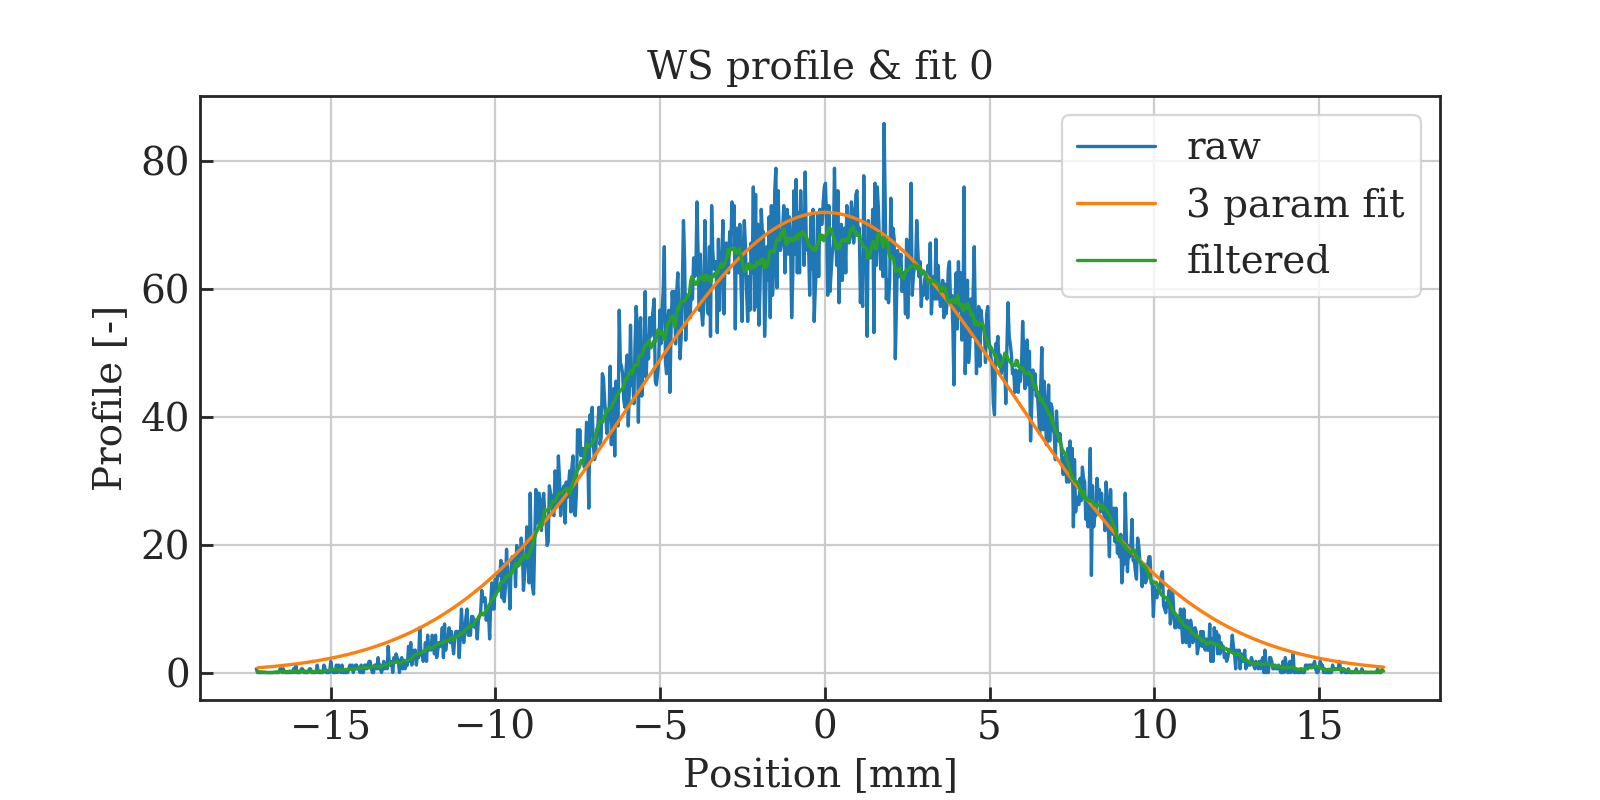 WS profile & fit 0
raw
3 param fit
filtered
80
60
40
20
0
Profile [-]
−15 −10 −5 0 5 10 15
Position [mm]